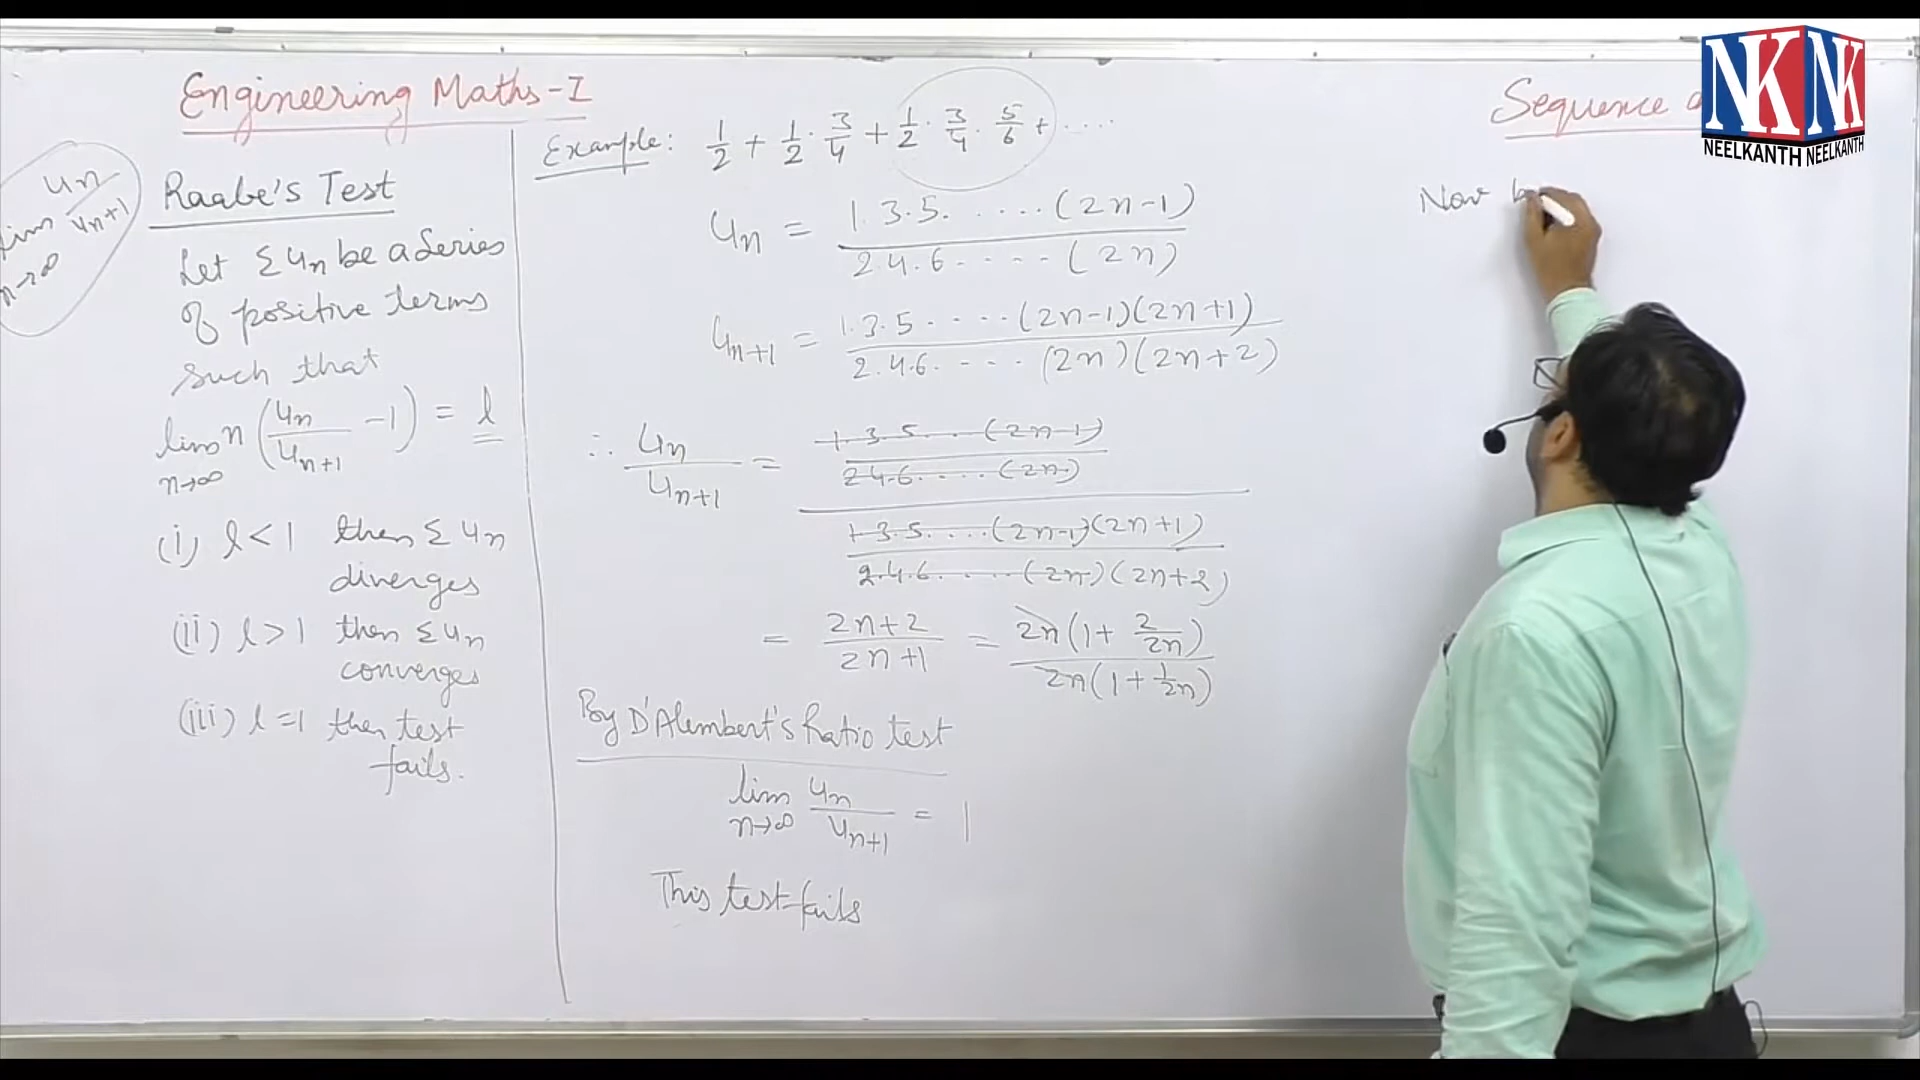 Engineering Maths-I
lim n→∞ un/un+1
Raabe's Test
Let Σ un be a Series
of positive terms
such that
lim n→∞ n (un/un+1 - 1) = l
(i) l < 1 then Σ un
diverges
(ii) l > 1 then Σ un
converges
(iii) l = 1 then test
fails.
Example: 1/2 + 1/2 · 3/4 + 1/2 · 3/4 · 5/6 + ....
un = 1.3.5. ..... (2n-1) / 2.4.6. .... (2n)
un+1 = 1.3.5. .... (2n-1)(2n+1) / 2.4.6. ... (2n)(2n+2)
∴ un/un+1 = 1.3.5. .... (2n-1) / 2.4.6. .... (2n)
1.3.5. .... (2n-1)(2n+1) / 2.4.6. .... (2n)(2n+2)
= 2n+2 / 2n+1 = 2n(1 + 2/2n) / 2n(1 + 1/2n)
By D'Alembert's Ratio test
lim n→∞ un/un+1 = 1
This test fails
Sequence
Now
NK NK
NEELKANTH NEELKANTH